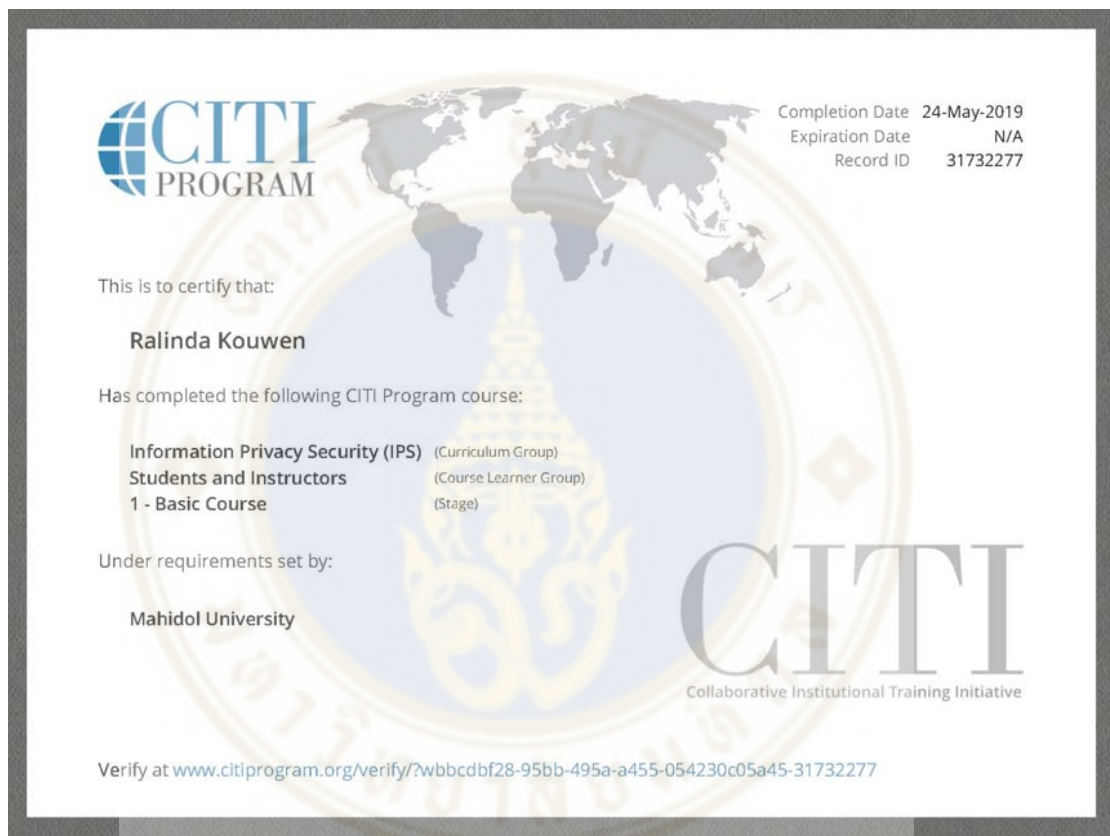 CITI
PROGRAM
Completion Date 24-May-2019
Expiration Date N/A
Record ID 31732277
This is to certify that:
Ralinda Kouwen
Has completed the following CITI Program course:
Information Privacy Security (IPS) (Curriculum Group)
Students and Instructors (Course Learner Group)
1 - Basic Course (Stage)
Under requirements set by:
Mahidol University
CITI
Collaborative Institutional Training Initiative
Verify at www.citiprogram.org/verify/?wbbcdbf28-95bb-495a-a455-054230c05a45-31732277